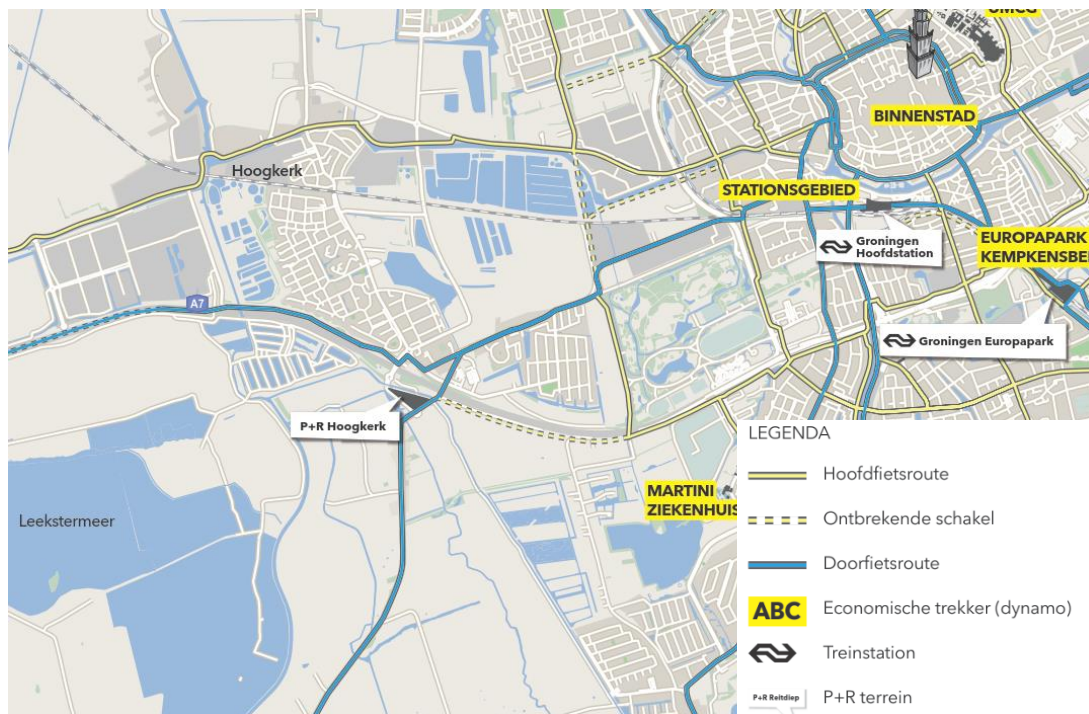 UMCG
BINNENSTAD
Hoogkerk
STATIONSGEBIED
Groningen
Hoofdstation
EUROPAPARK
KEMPKENSBE
A7
Groningen Europapark
P+R Hoogkerk
MARTINI
ZIEKENHUIS
Leekstermeer
LEGENDA
Hoofdfietsroute
Ontbrekende schakel
Doorfietsroute
ABC Economische trekker (dynamo)
Treinstation
P+R Reitdiep P+R terrein